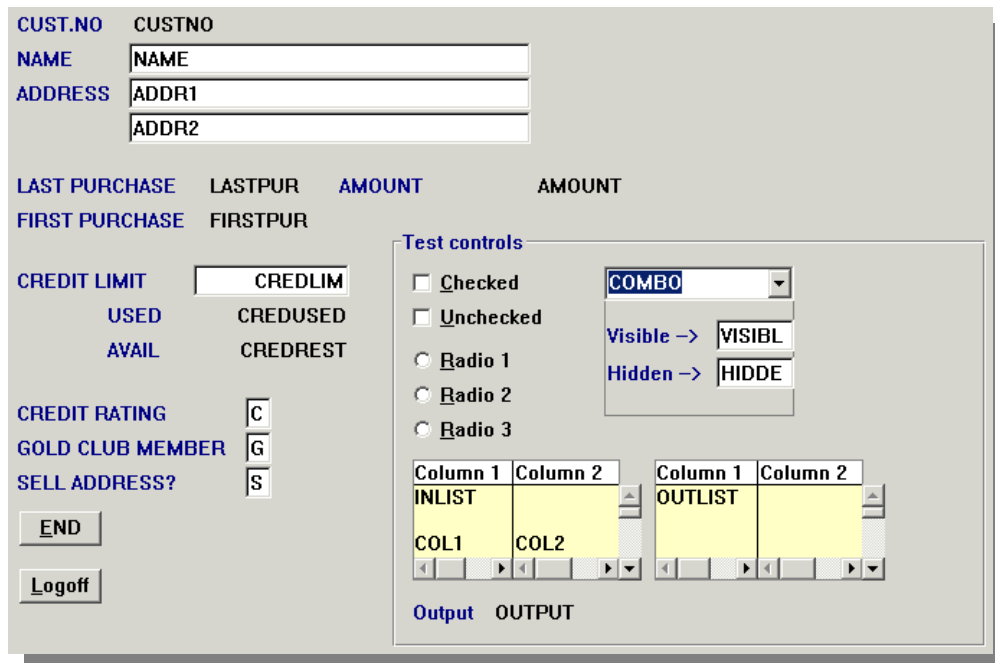 CUST.NO CUSTNO
NAME NAME
ADDRESS ADDR1
ADDR2
LAST PURCHASE LASTPUR AMOUNT AMOUNT
FIRST PURCHASE FIRSTPUR
CREDIT LIMIT CREDLIM
USED CREDUSED
AVAIL CREDREST
CREDIT RATING C
GOLD CLUB MEMBER G
SELL ADDRESS? S
END
Logoff
Test controls
Checked
Unchecked
Radio 1
Radio 2
Radio 3
COMBO
Visible –> VISIBL
Hidden –> HIDDE
Column 1 Column 2
INLIST
COL1 COL2
Column 1 Column 2
OUTLIST
Output OUTPUT